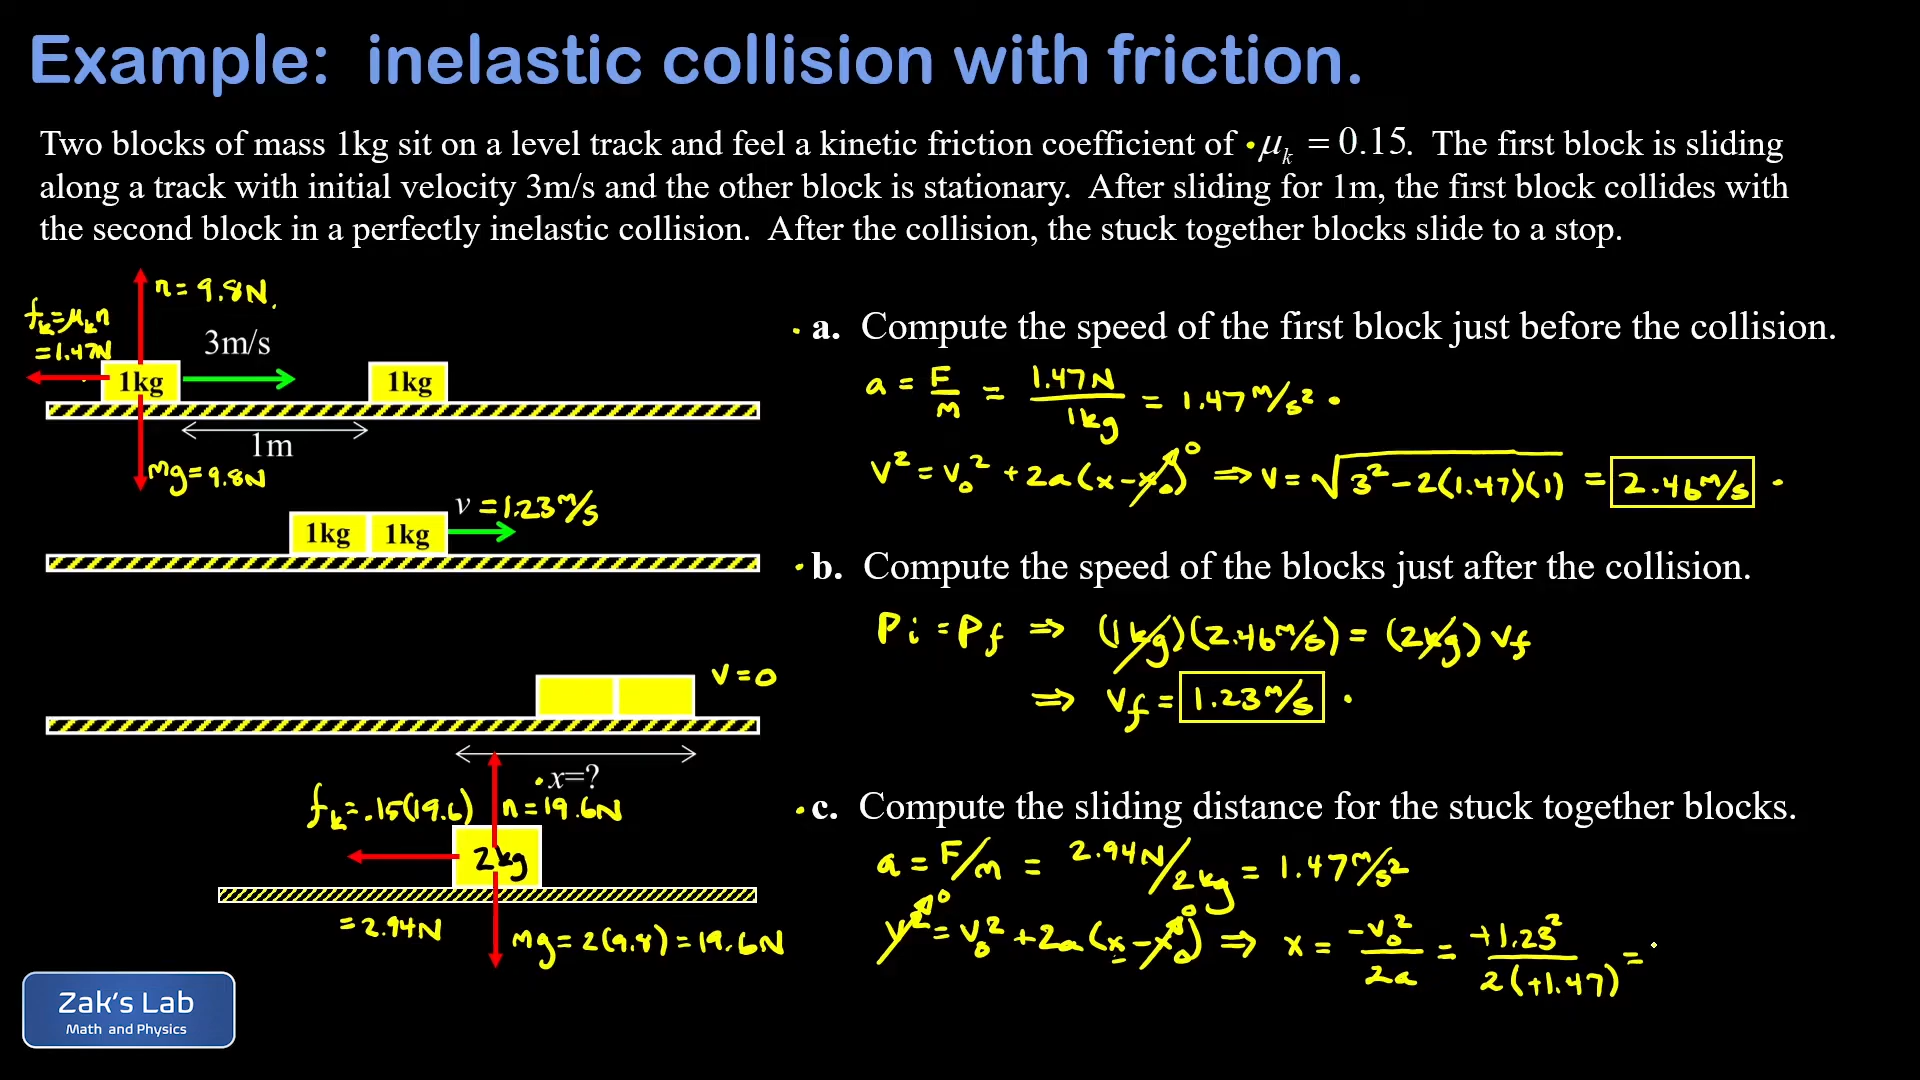 Example: inelastic collision with friction.
Two blocks of mass 1kg sit on a level track and feel a kinetic friction coefficient of • μₖ = 0.15. The first block is sliding
along a track with initial velocity 3m/s and the other block is stationary. After sliding for 1m, the first block collides with
the second block in a perfectly inelastic collision. After the collision, the stuck together blocks slide to a stop.
n = 9.8N.
fₖ=μₖn
=1.47N
3m/s
1kg
1kg
1m
mg=9.8N
v = 1.23 m/s
1kg 1kg
v = 0
• x=?
fₖ=.15(19.6)
n = 19.6N
2kg
= 2.94N
mg = 2(9.8) = 19.6N
Zak's Lab
Math and Physics
• a. Compute the speed of the first block just before the collision.
a = F/m = 1.47N/1kg = 1.47 m/s² •
v² = v₀² + 2a(x-x₀)⁰ ⇒ v = √(3²-2(1.47)(1)) = 2.46 m/s •
• b. Compute the speed of the blocks just after the collision.
Pi = Pf ⇒ (1kg)(2.46 m/s) = (2kg) vf
⇒ vf = 1.23 m/s •
• c. Compute the sliding distance for the stuck together blocks.
a = F/m = 2.94N/2kg = 1.47 m/s²
v²⁰ = v₀² + 2a(x-x₀)⁰ ⇒ x = -v₀²/2a = +1.23²/2(+1.47) =